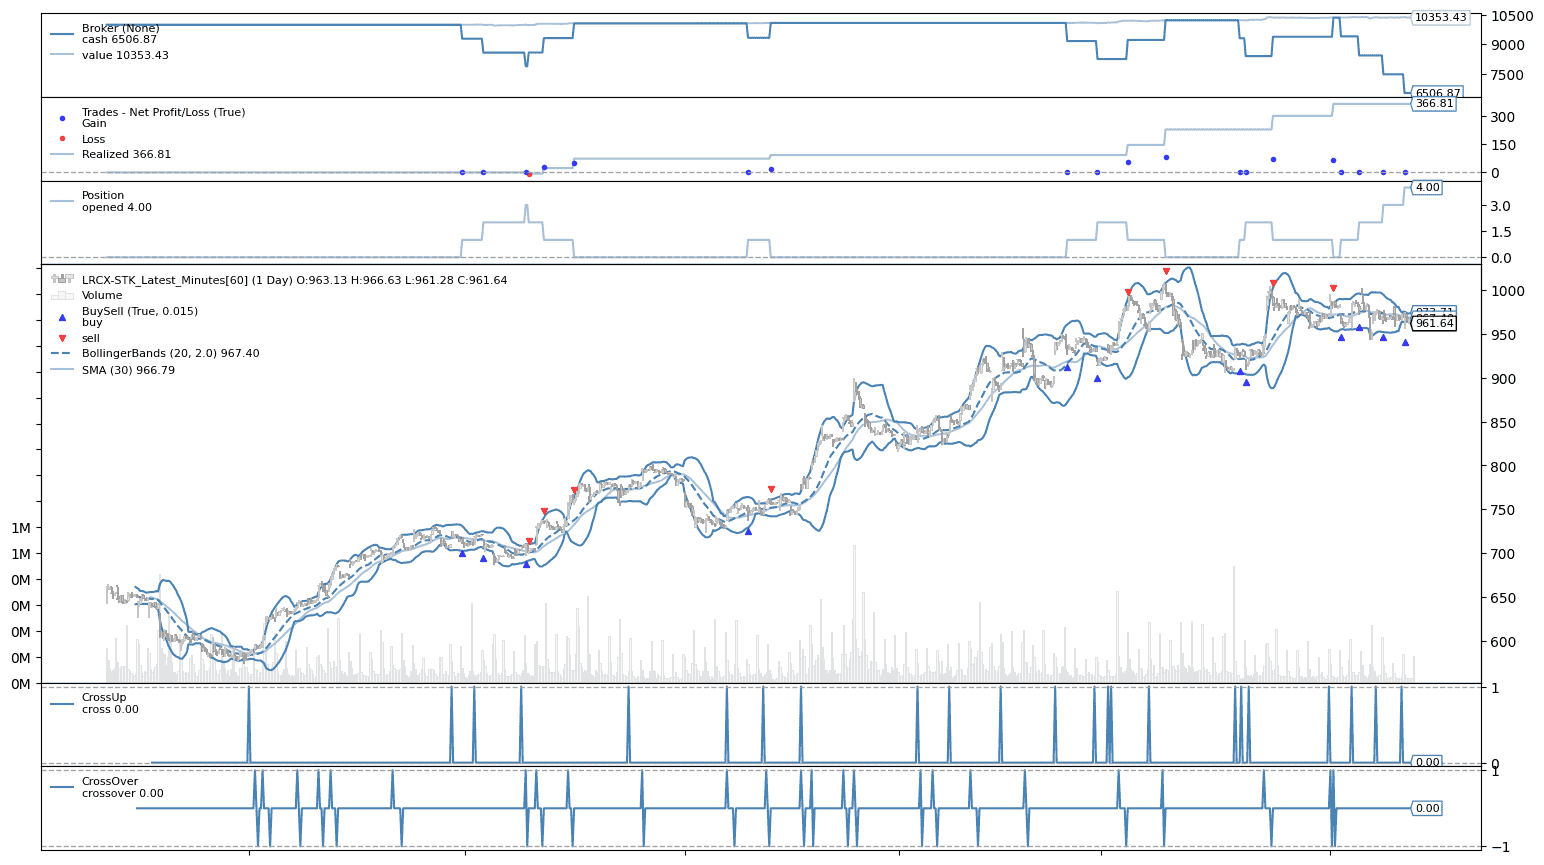 Broker (None)
cash 6506.87
value 10353.43
10353.43
10500
9000
7500
6506.87
Trades - Net Profit/Loss (True)
Gain
Loss
Realized 366.81
366.81
300
150
0
Position
opened 4.00
4.00
3.0
1.5
0.0
LRCX-STK_Latest_Minutes[60] (1 Day) O:963.13 H:966.63 L:961.28 C:961.64
Volume
BuySell (True, 0.015)
buy
sell
BollingerBands (20, 2.0) 967.40
SMA (30) 966.79
1000
973.71
961.64
950
900
850
800
750
700
650
600
1M
1M
0M
0M
0M
0M
0M
CrossUp
cross 0.00
1
0
0.00
CrossOver
crossover 0.00
1
0.00
−1